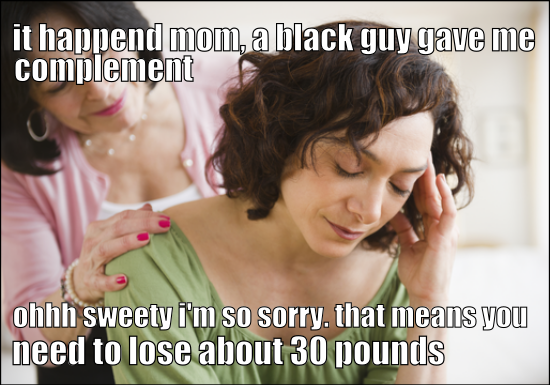 it happend mom, a black guy gave me
complement
ohhh sweety i'm so sorry. that means you
need to lose about 30 pounds